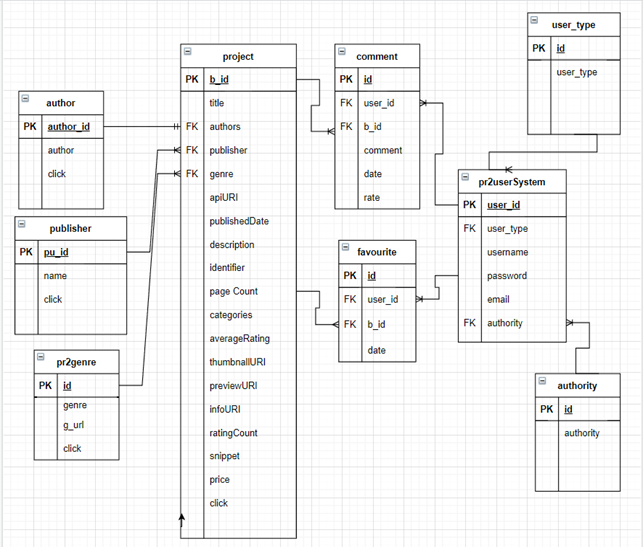 user_type
PK id
user_type
project
PK b_id
title
FK authors
FK publisher
FK genre
apiURI
publishedDate
description
identifier
page Count
categories
averageRating
thumbnallURI
previewURI
infoURI
ratingCount
snippet
price
click
comment
PK id
FK user_id
FK b_id
comment
date
rate
author
PK author_id
author
click
publisher
PK pu_id
name
click
pr2genre
PK id
genre
g_url
click
favourite
PK id
FK user_id
FK b_id
date
pr2userSystem
PK user_id
FK user_type
username
password
email
FK authority
authority
PK id
authority